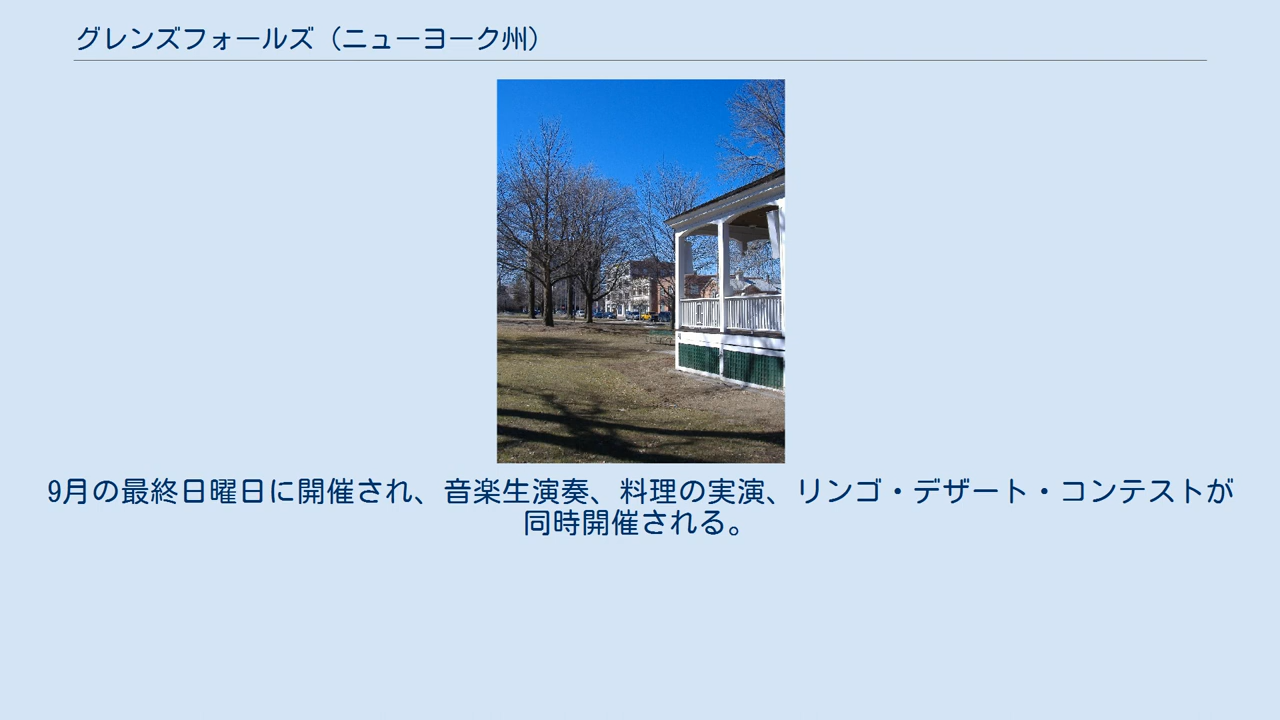 グレンズフォールズ（ニューヨーク州）
9月の最終日曜日に開催され、音楽生演奏、料理の実演、リンゴ・デザート・コンテストが
同時開催される。